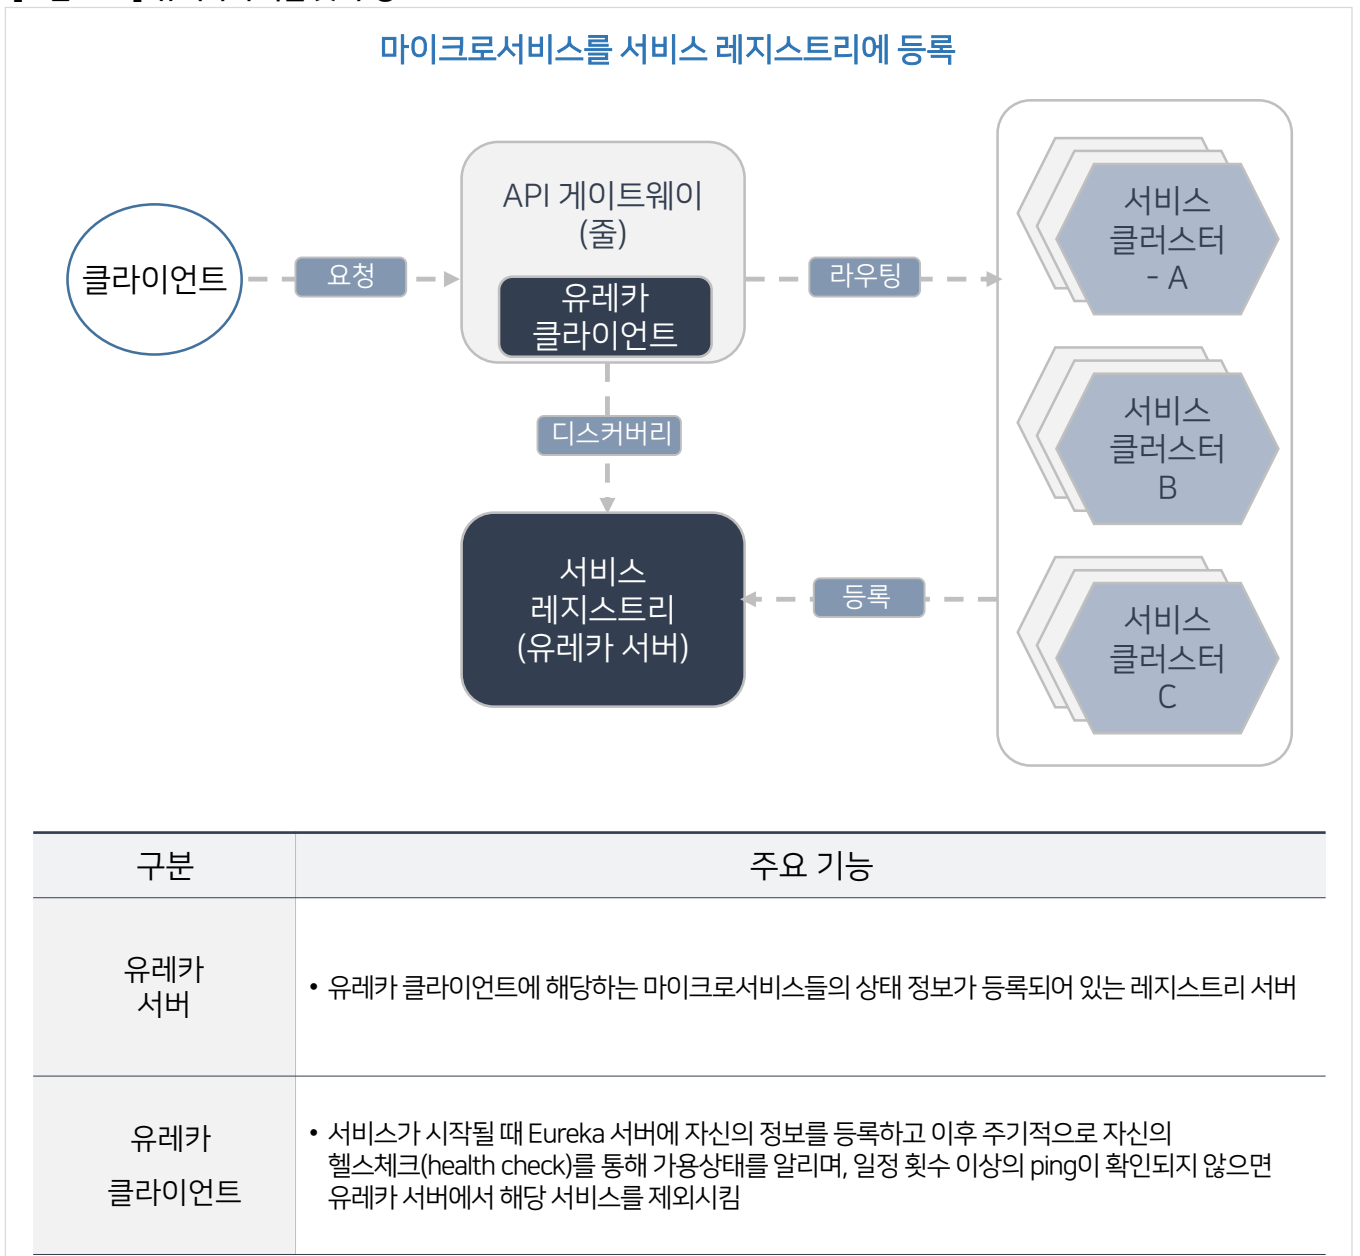 마이크로서비스를 서비스 레지스트리에 등록
클라이언트
요청
API 게이트웨이
(줄)
유레카
클라이언트
라우팅
디스커버리
서비스
레지스트리
(유레카 서버)
등록
서비스
클러스터
- A
서비스
클러스터
B
서비스
클러스터
C
구분
주요 기능
유레카
서버
• 유레카 클라이언트에 해당하는 마이크로서비스들의 상태 정보가 등록되어 있는 레지스트리 서버
유레카
클라이언트
• 서비스가 시작될 때 Eureka 서버에 자신의 정보를 등록하고 이후 주기적으로 자신의
헬스체크(health check)를 통해 가용상태를 알리며, 일정 횟수 이상의 ping이 확인되지 않으면
유레카 서버에서 해당 서비스를 제외시킴